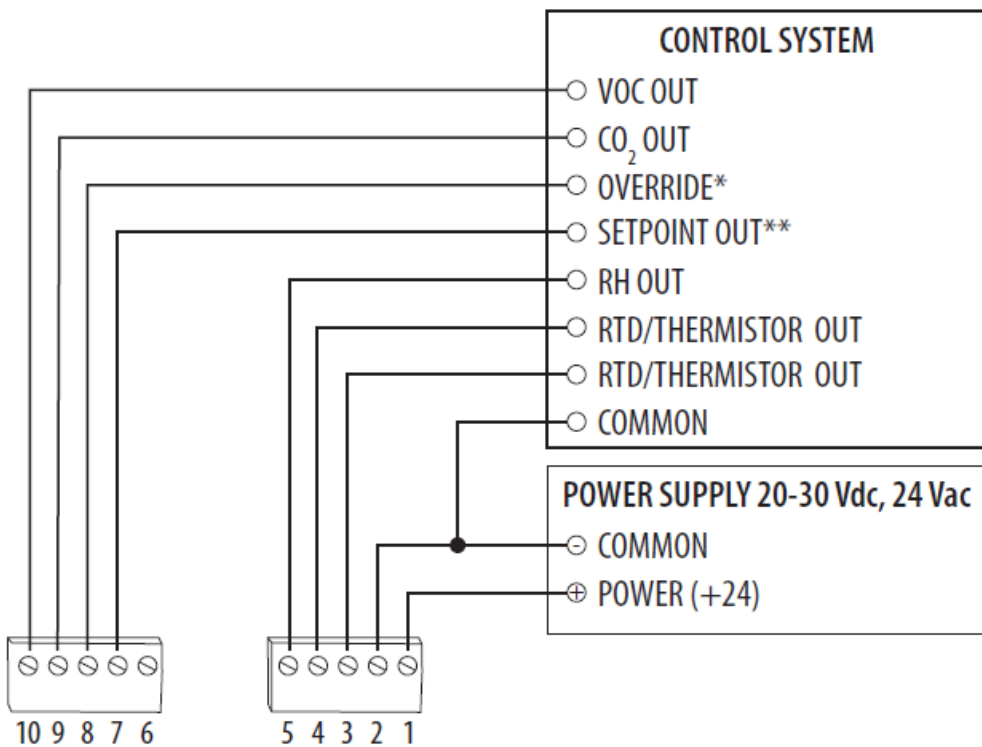 CONTROL SYSTEM
VOC OUT
CO₂ OUT
OVERRIDE*
SETPOINT OUT**
RH OUT
RTD/THERMISTOR OUT
RTD/THERMISTOR OUT
COMMON
POWER SUPPLY 20-30 Vdc, 24 Vac
- COMMON
+ POWER (+24)
10 9 8 7 6 5 4 3 2 1